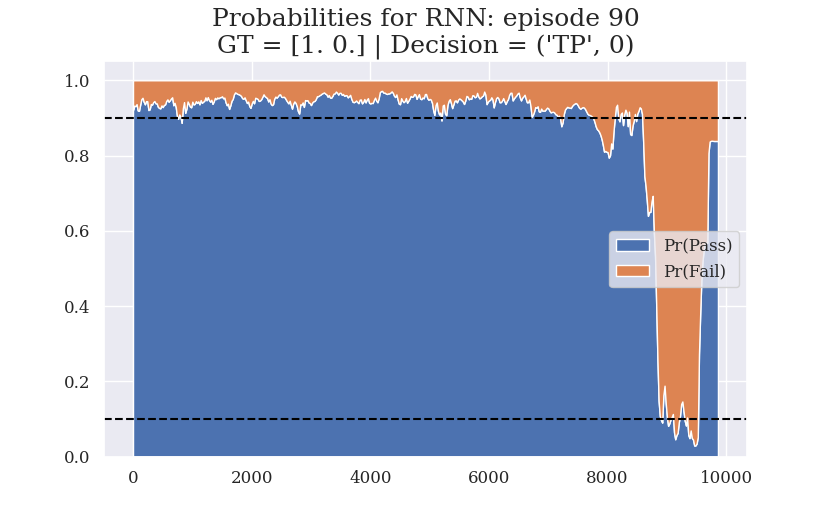 Probabilities for RNN: episode 90
GT = [1. 0.] | Decision = ('TP', 0)
1.0
0.8
0.6
0.4
0.2
0.0
Pr(Pass)
Pr(Fail)
0 2000 4000 6000 8000 10000